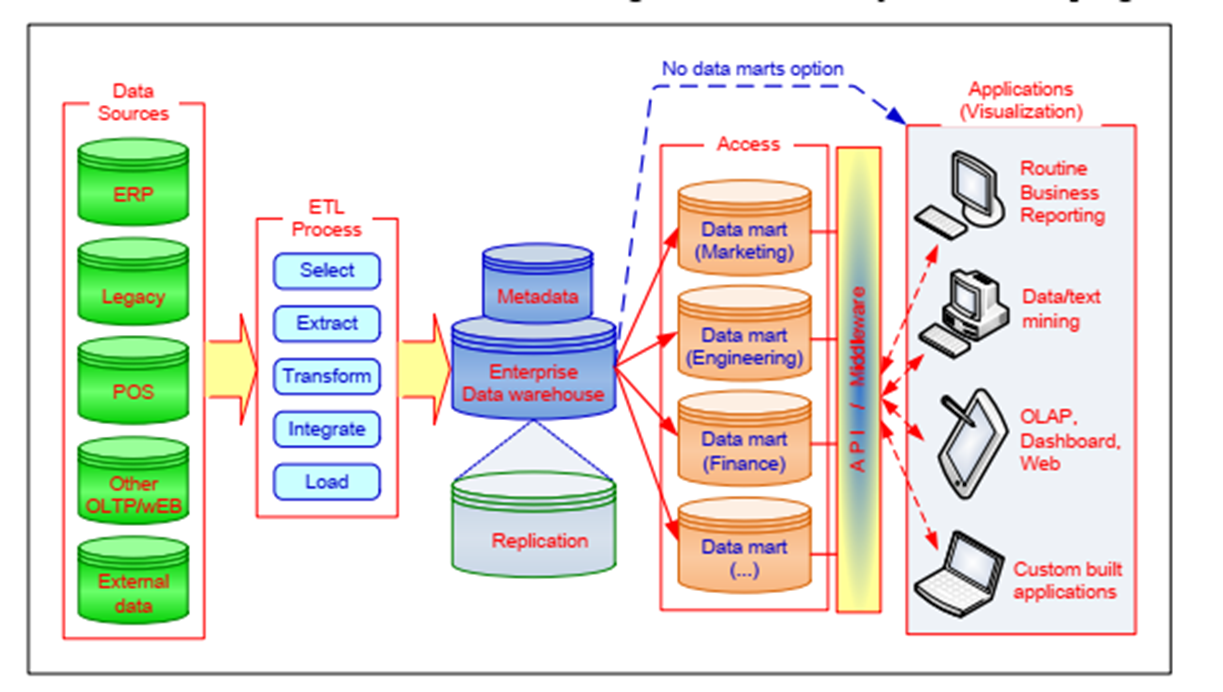 No data marts option
Data
Sources
ERP
Legacy
POS
Other
OLTP/wEB
External
data
ETL
Process
Select
Extract
Transform
Integrate
Load
Metadata
Enterprise
Data warehouse
Replication
Access
Data mart
(Marketing)
Data mart
(Engineering)
Data mart
(Finance)
Data mart
(...)
API / Middleware
Applications
(Visualization)
Routine
Business
Reporting
Data/text
mining
OLAP,
Dashboard,
Web
Custom built
applications